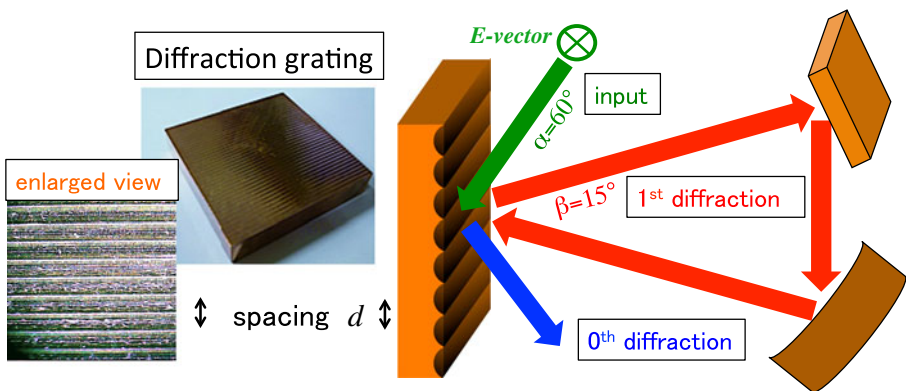 Diffraction grating
enlarged view
spacing d
E-vector
input
α=60°
β=15°
1st diffraction
0th diffraction